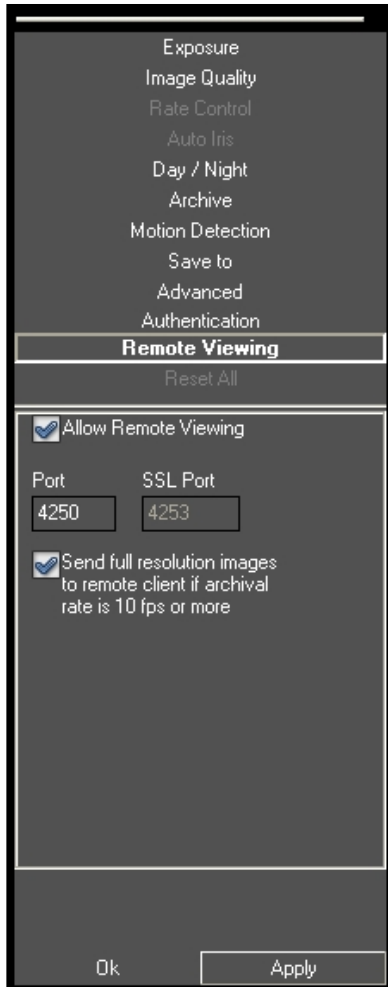 Exposure
Image Quality
Rate Control
Auto Iris
Day / Night
Archive
Motion Detection
Save to
Advanced
Authentication
Remote Viewing
Reset All
Allow Remote Viewing
Port SSL Port
4250 4253
Send full resolution images
to remote client if archival
rate is 10 fps or more
Ok Apply